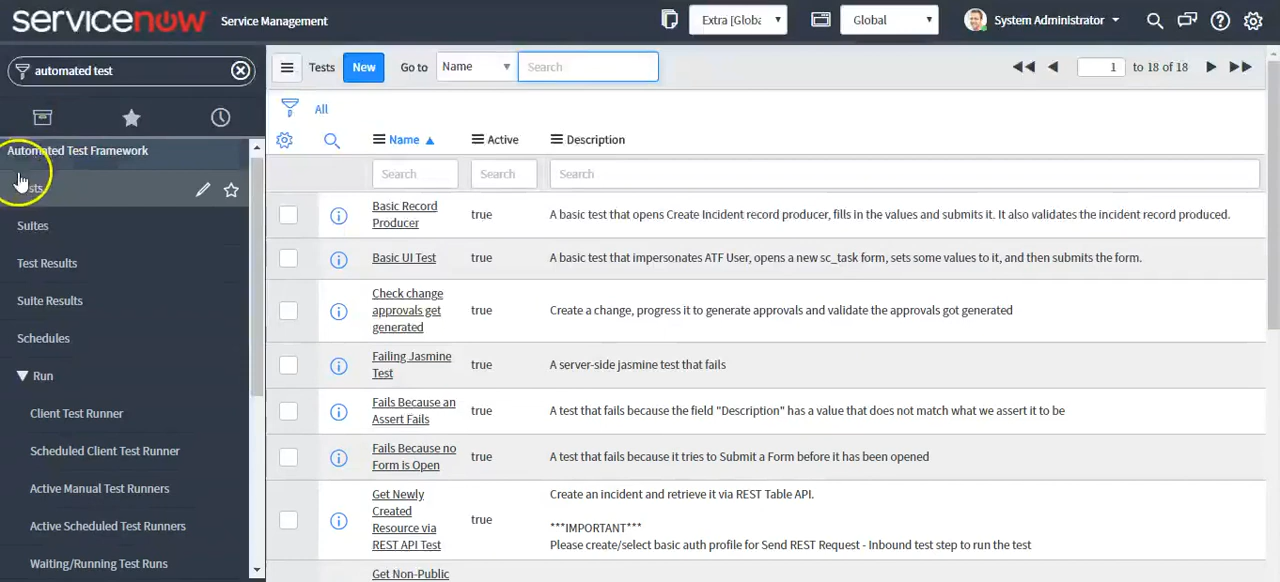 servicenow Service Management Extra [Globa Global System Administrator
automated test
Tests New Go to Name Search 1 to 18 of 18
All
Name Active Description
Search Search Search
Automated Test Framework
Suites
Test Results
Suite Results
Schedules
Run
Client Test Runner
Scheduled Client Test Runner
Active Manual Test Runners
Active Scheduled Test Runners
Waiting/Running Test Runs
Basic Record
Producer
true
A basic test that opens Create Incident record producer, fills in the values and submits it. It also validates the incident record produced.
Basic UI Test true A basic test that impersonates ATF User, opens a new sc_task form, sets some values to it, and then submits the form.
Check change
approvals get
generated
true
Create a change, progress it to generate approvals and validate the approvals got generated
Failing Jasmine
Test
true
A server-side jasmine test that fails
Fails Because an
Assert Fails
true
A test that fails because the field "Description" has a value that does not match what we assert it to be
Fails Because no
Form is Open
true
A test that fails because it tries to Submit a Form before it has been opened
Get Newly
Created
Resource via
REST API Test
true
Create an incident and retrieve it via REST Table API.
***IMPORTANT***
Please create/select basic auth profile for Send REST Request - Inbound test step to run the test
Get Non-Public